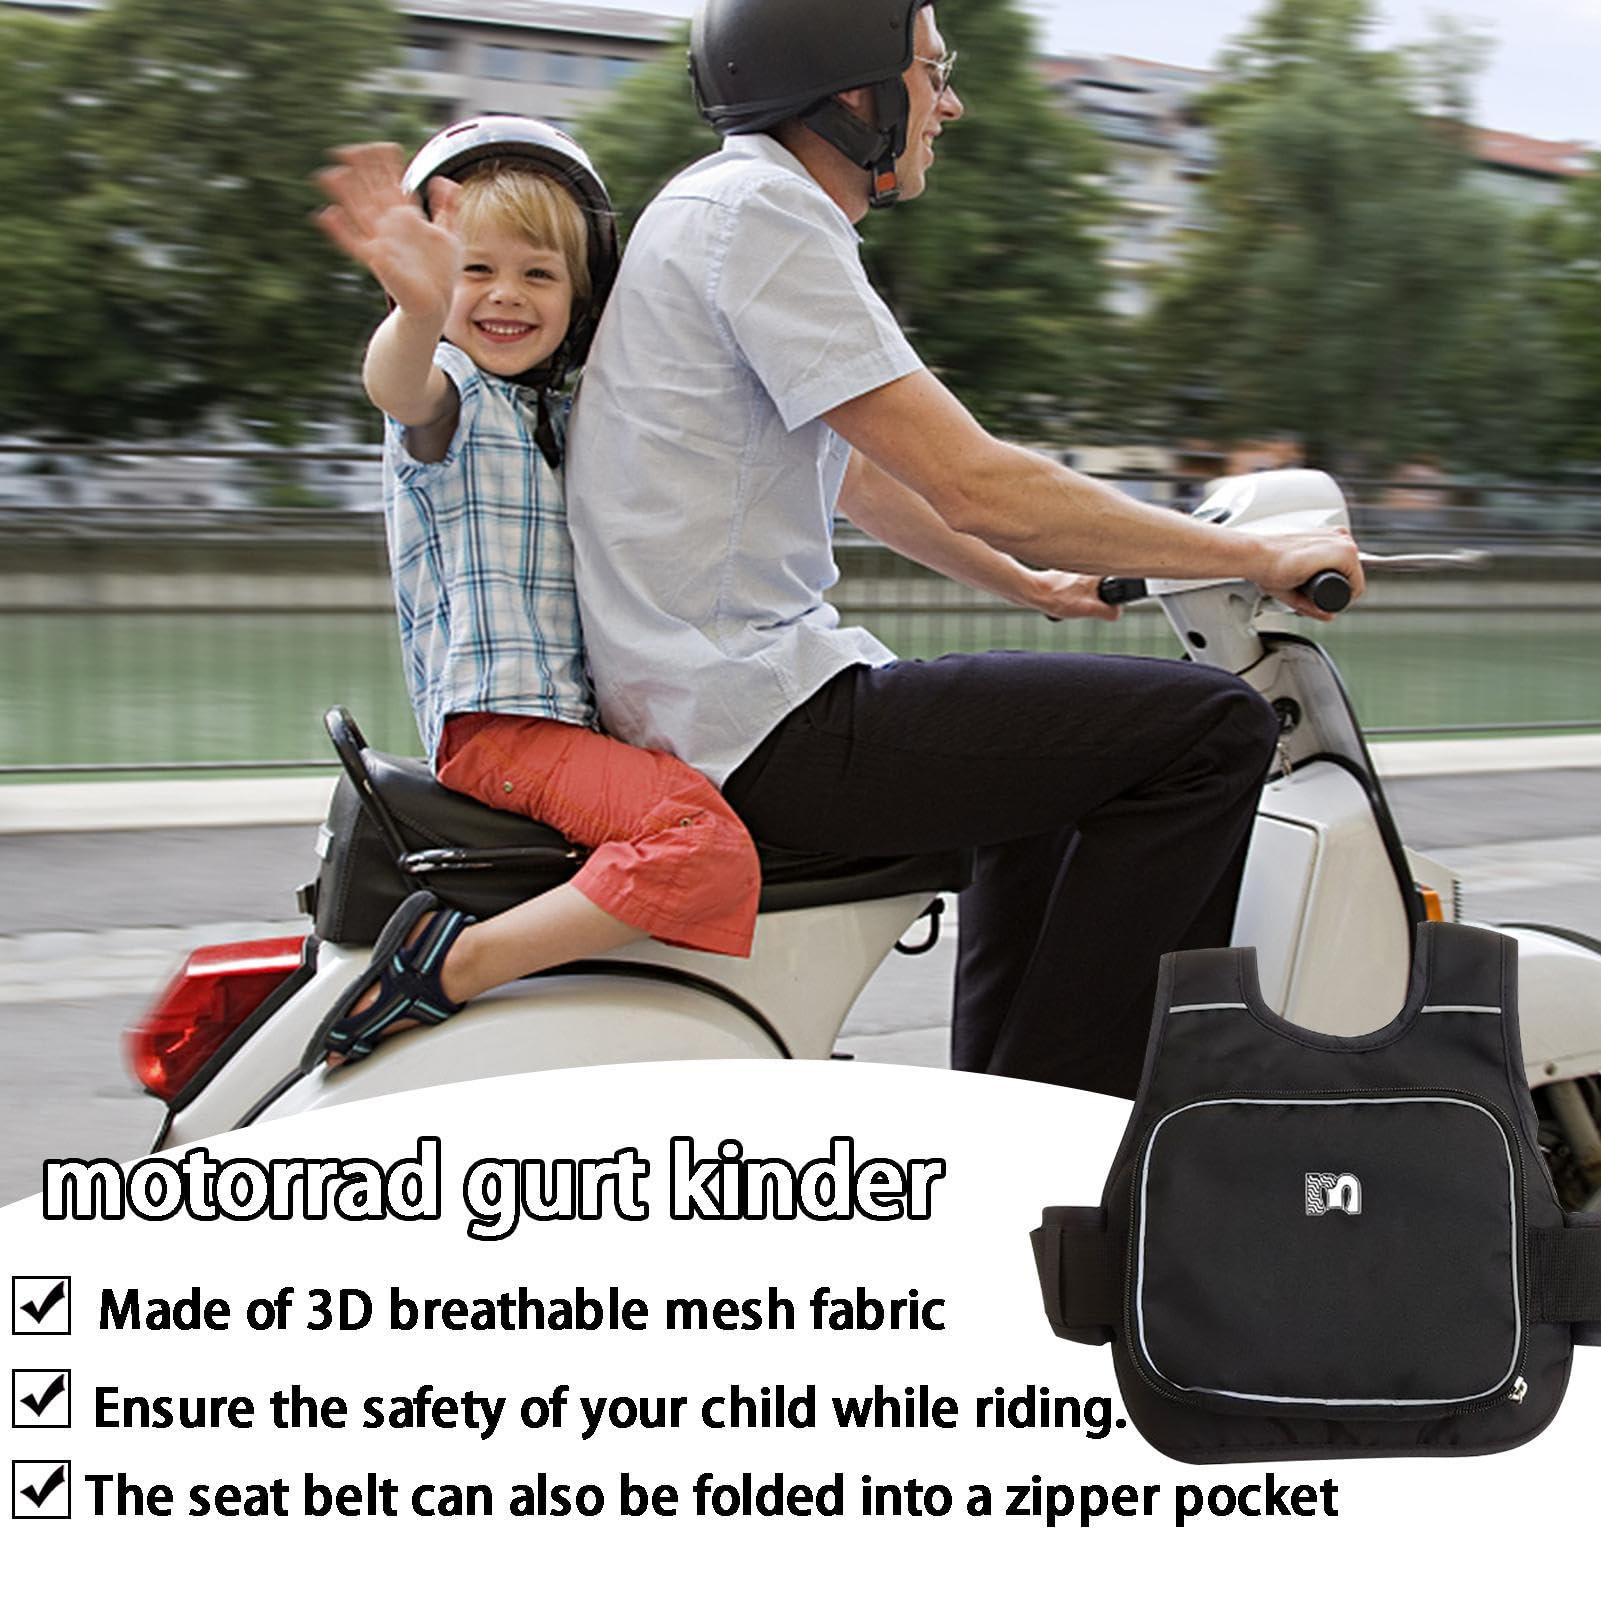 motorrad gurt kinder
Made of 3D breathable mesh fabric
Ensure the safety of your child while riding.
The seat belt can also be folded into a zipper pocket